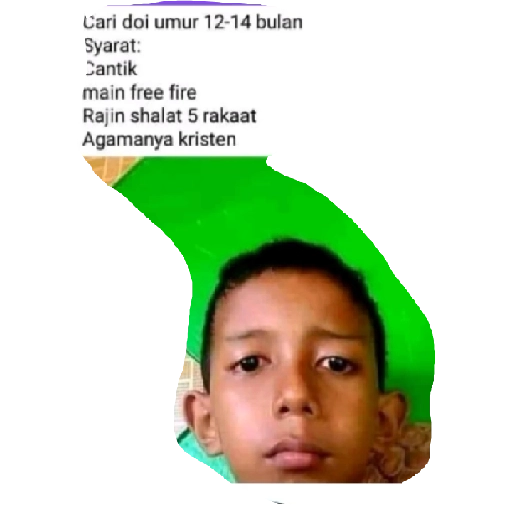 Cari doi umur 12-14 bulan
Syarat:
Cantik
main free fire
Rajin shalat 5 rakaat
Agamanya kristen